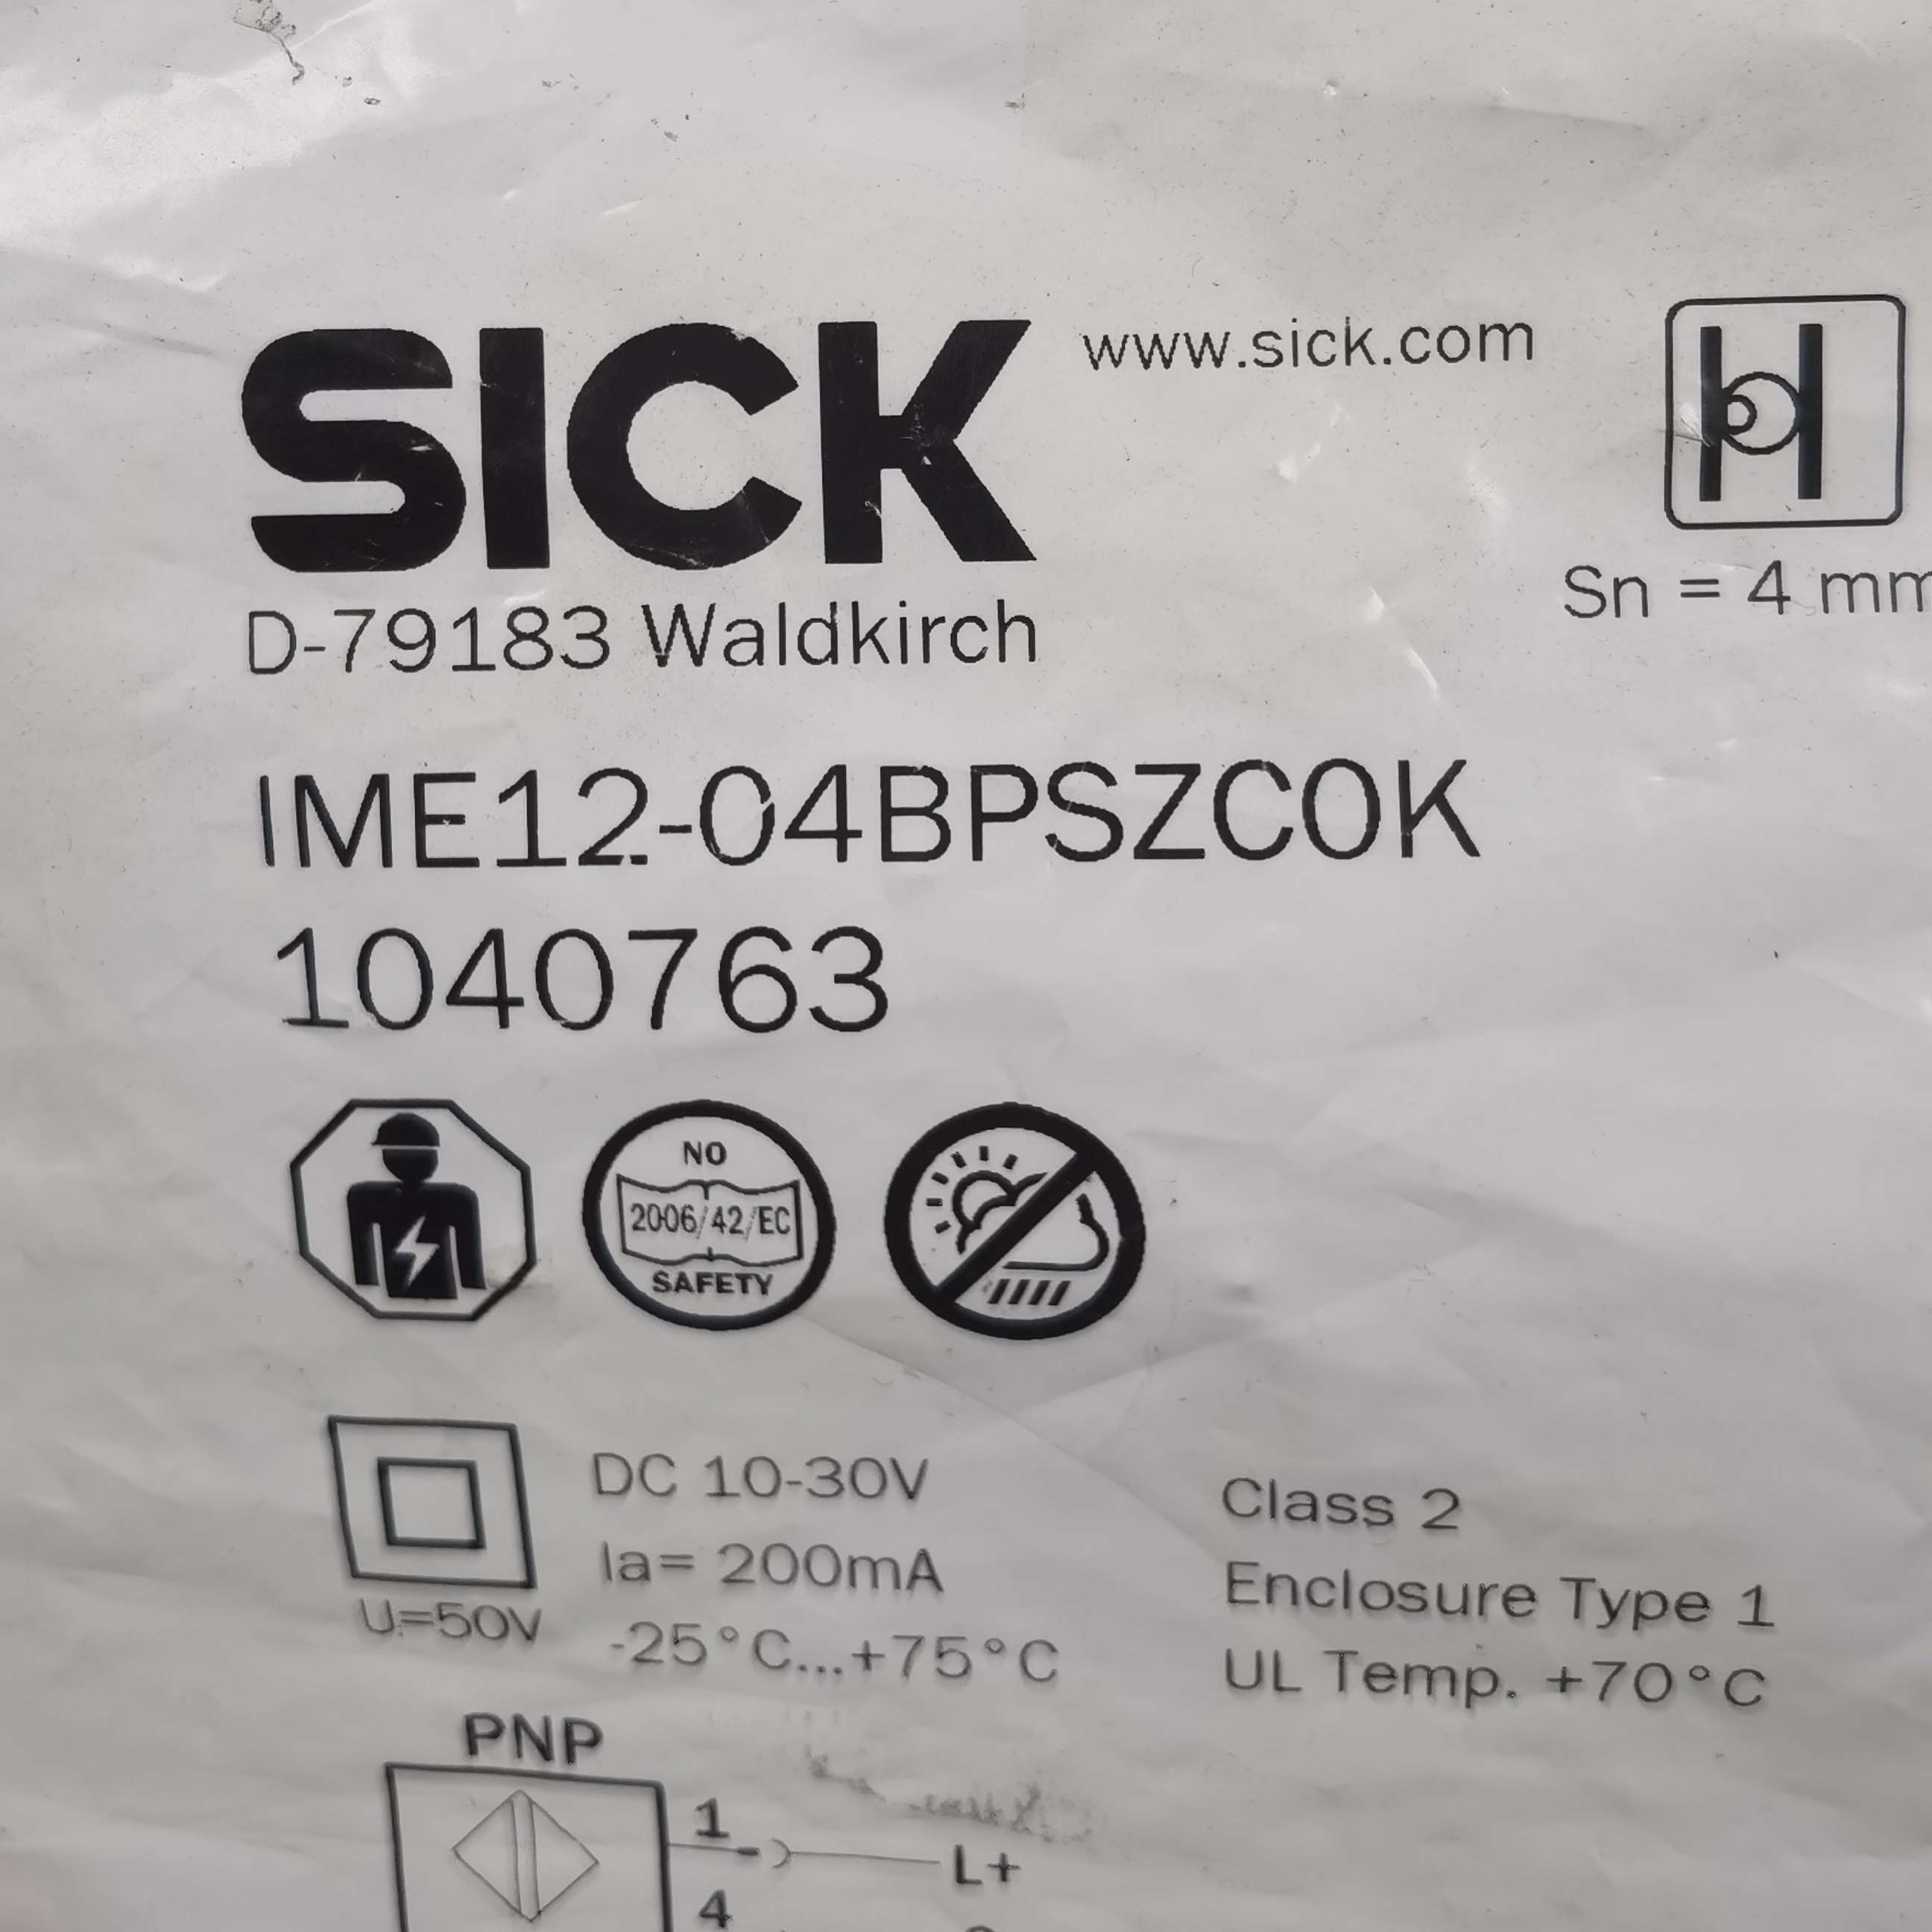 SICK www.sick.com
Sn = 4 mm
D-79183 Waldkirch
IME12-04BPSZC0K
1040763
NO
2006/42/EC
SAFETY
DC 10-30V
Ia= 200mA
U=50V
-25°C...+75°C
Class 2
Enclosure Type 1
UL Temp. +70°C
PNP
1
L+
4